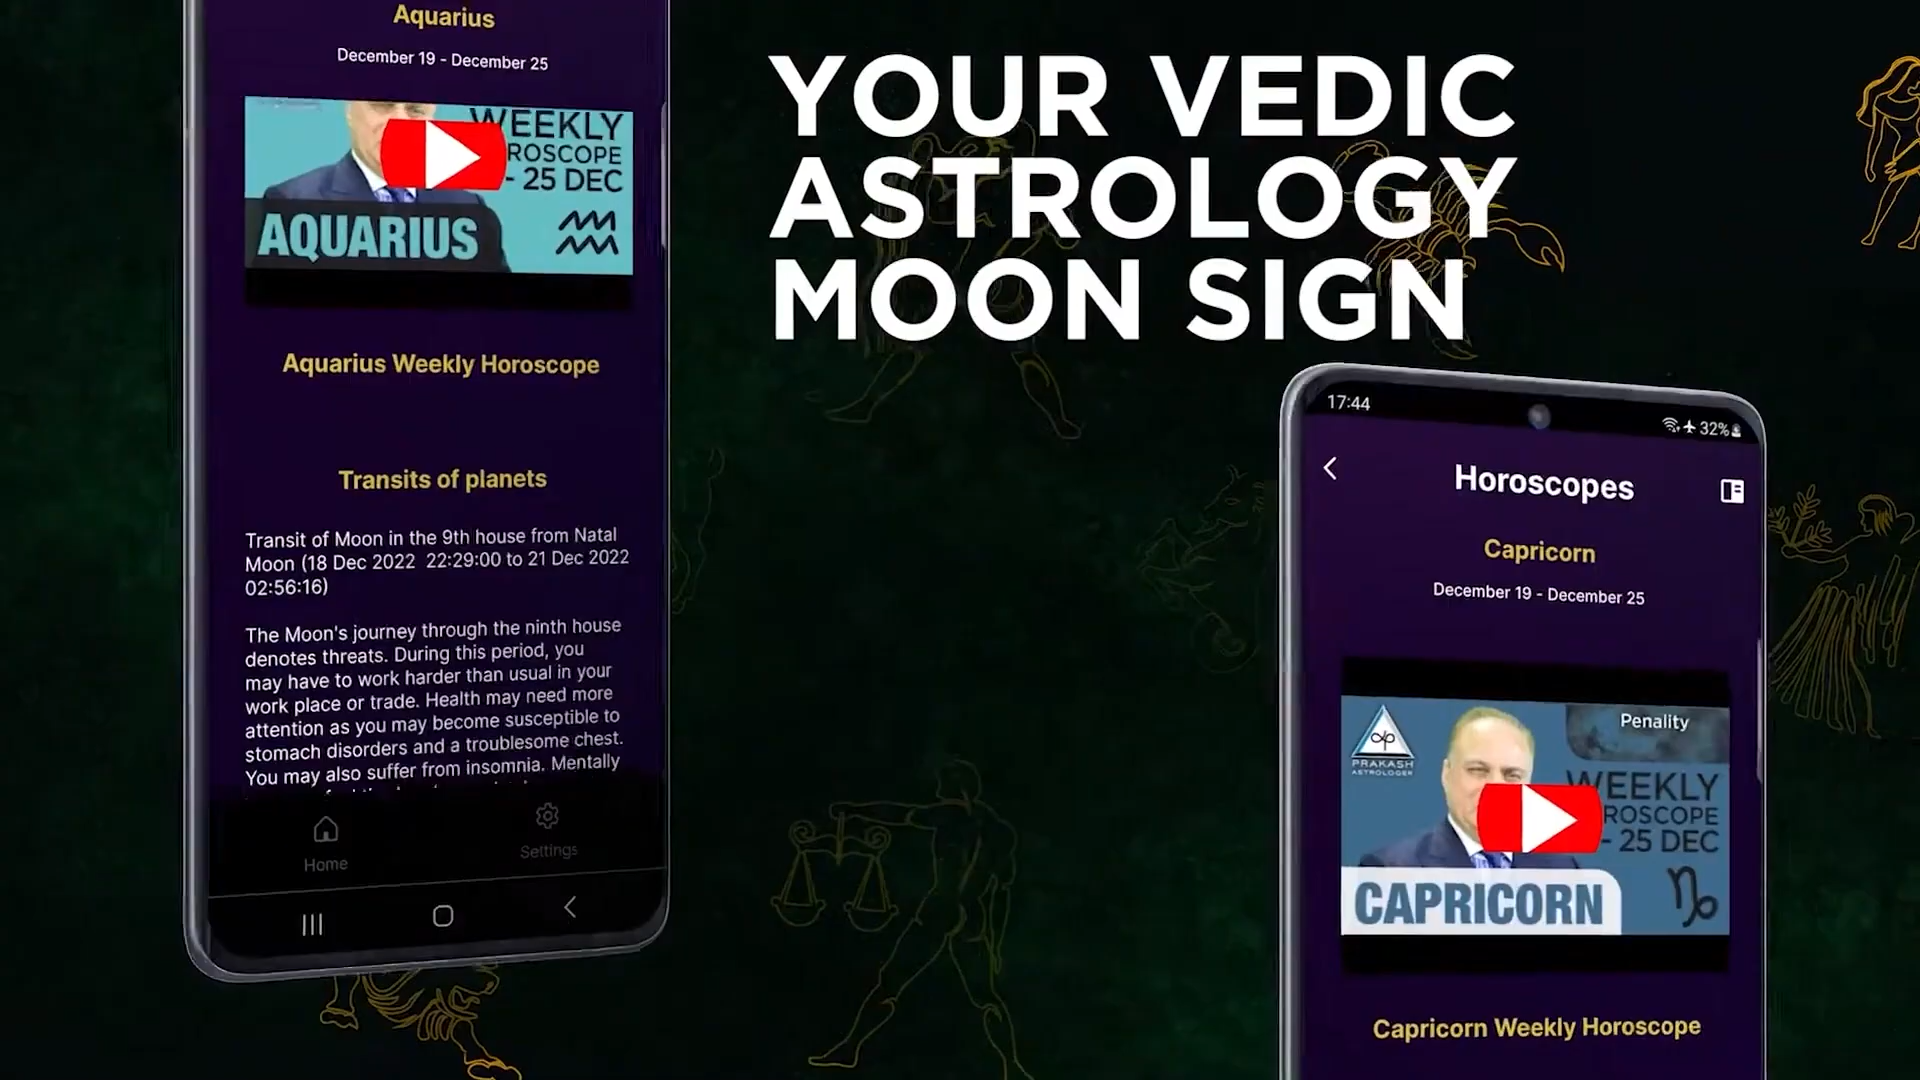 Aquarius
December 19 - December 25
WEEKLY
ROSCOPE
- 25 DEC
AQUARIUS
Aquarius Weekly Horoscope
Transits of planets
Transit of Moon in the 9th house from Natal
Moon (18 Dec 2022 22:29:00 to 21 Dec 2022
02:56:16)
The Moon's journey through the ninth house
denotes threats. During this period, you
may have to work harder than usual in your
work place or trade. Health may need more
attention as you may become susceptible to
stomach disorders and a troublesome chest.
You may also suffer from insomnia. Mentally
Home
Settings
YOUR VEDIC
ASTROLOGY
MOON SIGN
17:44
32%
Horoscopes
Capricorn
December 19 - December 25
PRAKASH
ASTROLOGER
Penality
WEEKLY
ROSCOPE
- 25 DEC
CAPRICORN
Capricorn Weekly Horoscope